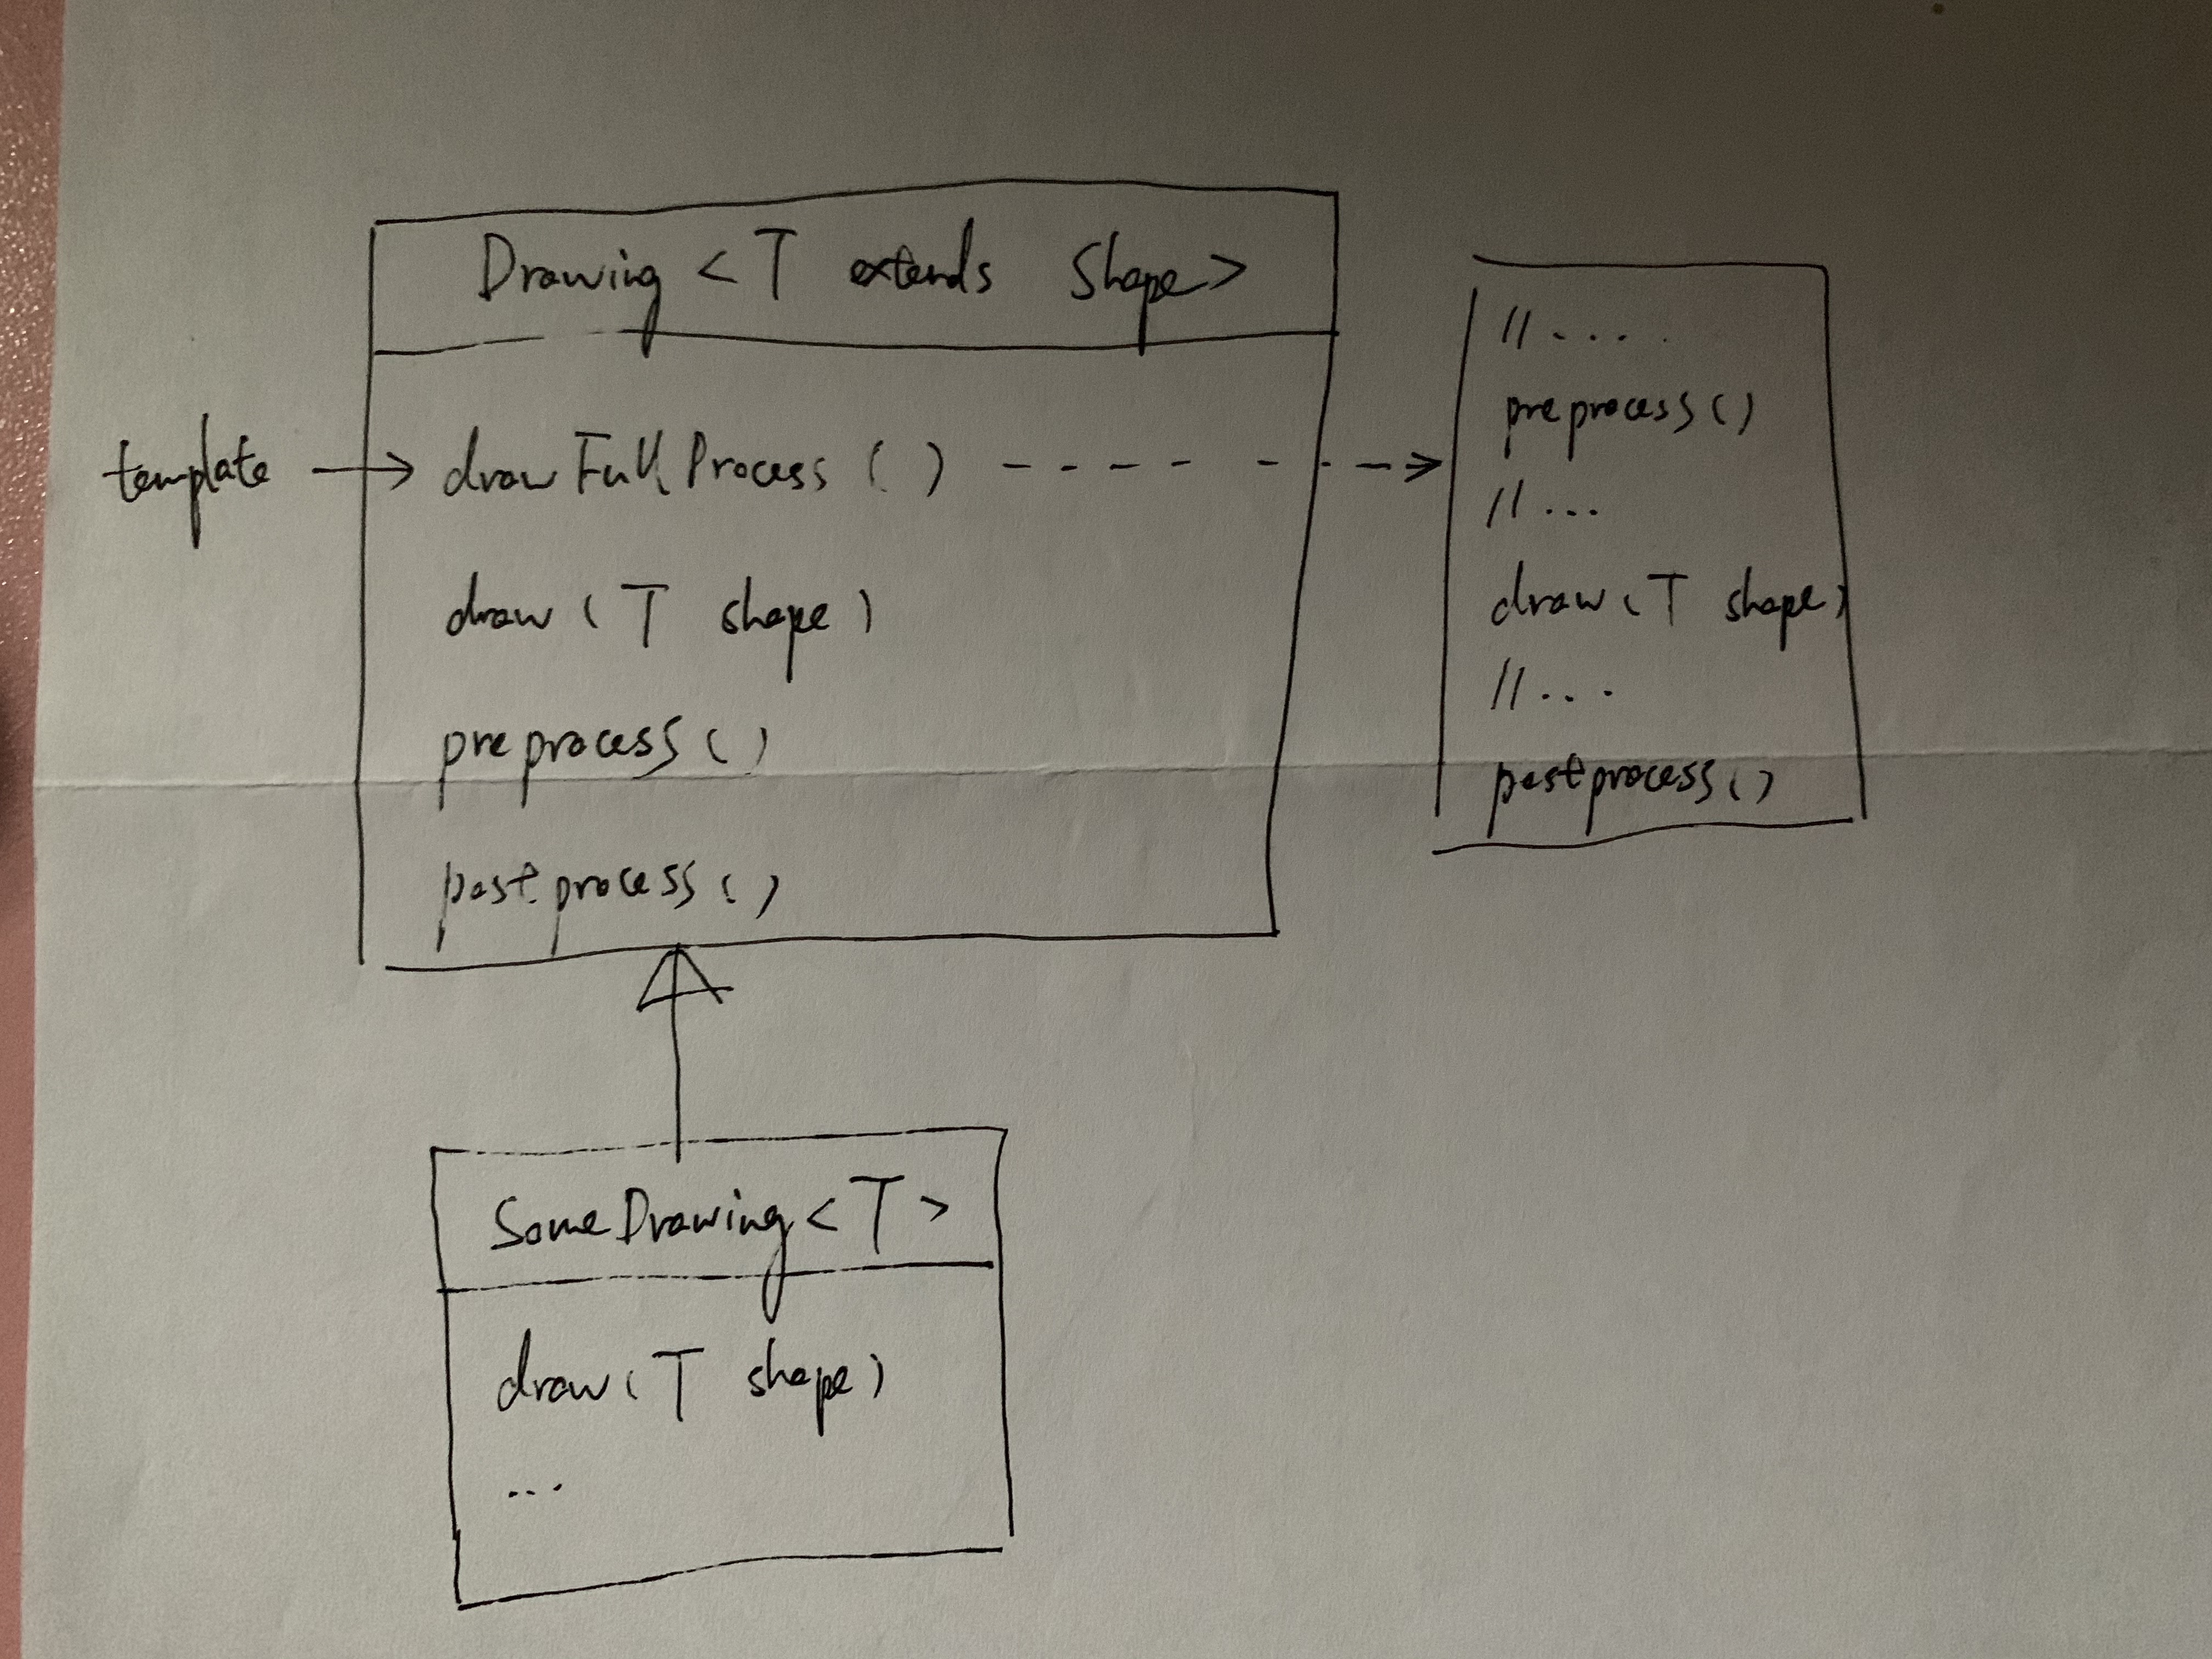 Drawing <T extends Shape>
template
drawFullProcess ( )
draw ( T shape )
preprocess ( )
postprocess ( )
// ....
preprocess ( )
// ...
draw ( T shape )
// ...
postprocess ( )
SomeDrawing < T >
draw ( T shape )
...